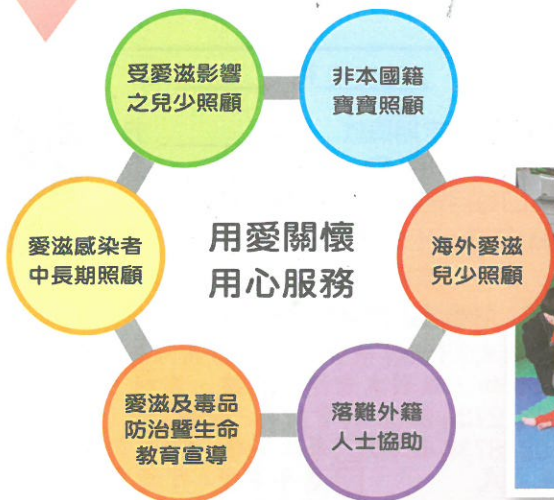 受愛滋影響
之兒少照顧
非本國籍
寶寶照顧
愛滋感染者
中長期照顧
用愛關懷
用心服務
海外愛滋
兒少照顧
愛滋及毒品
防治暨生命
教育宣導
落難外籍
人士協助